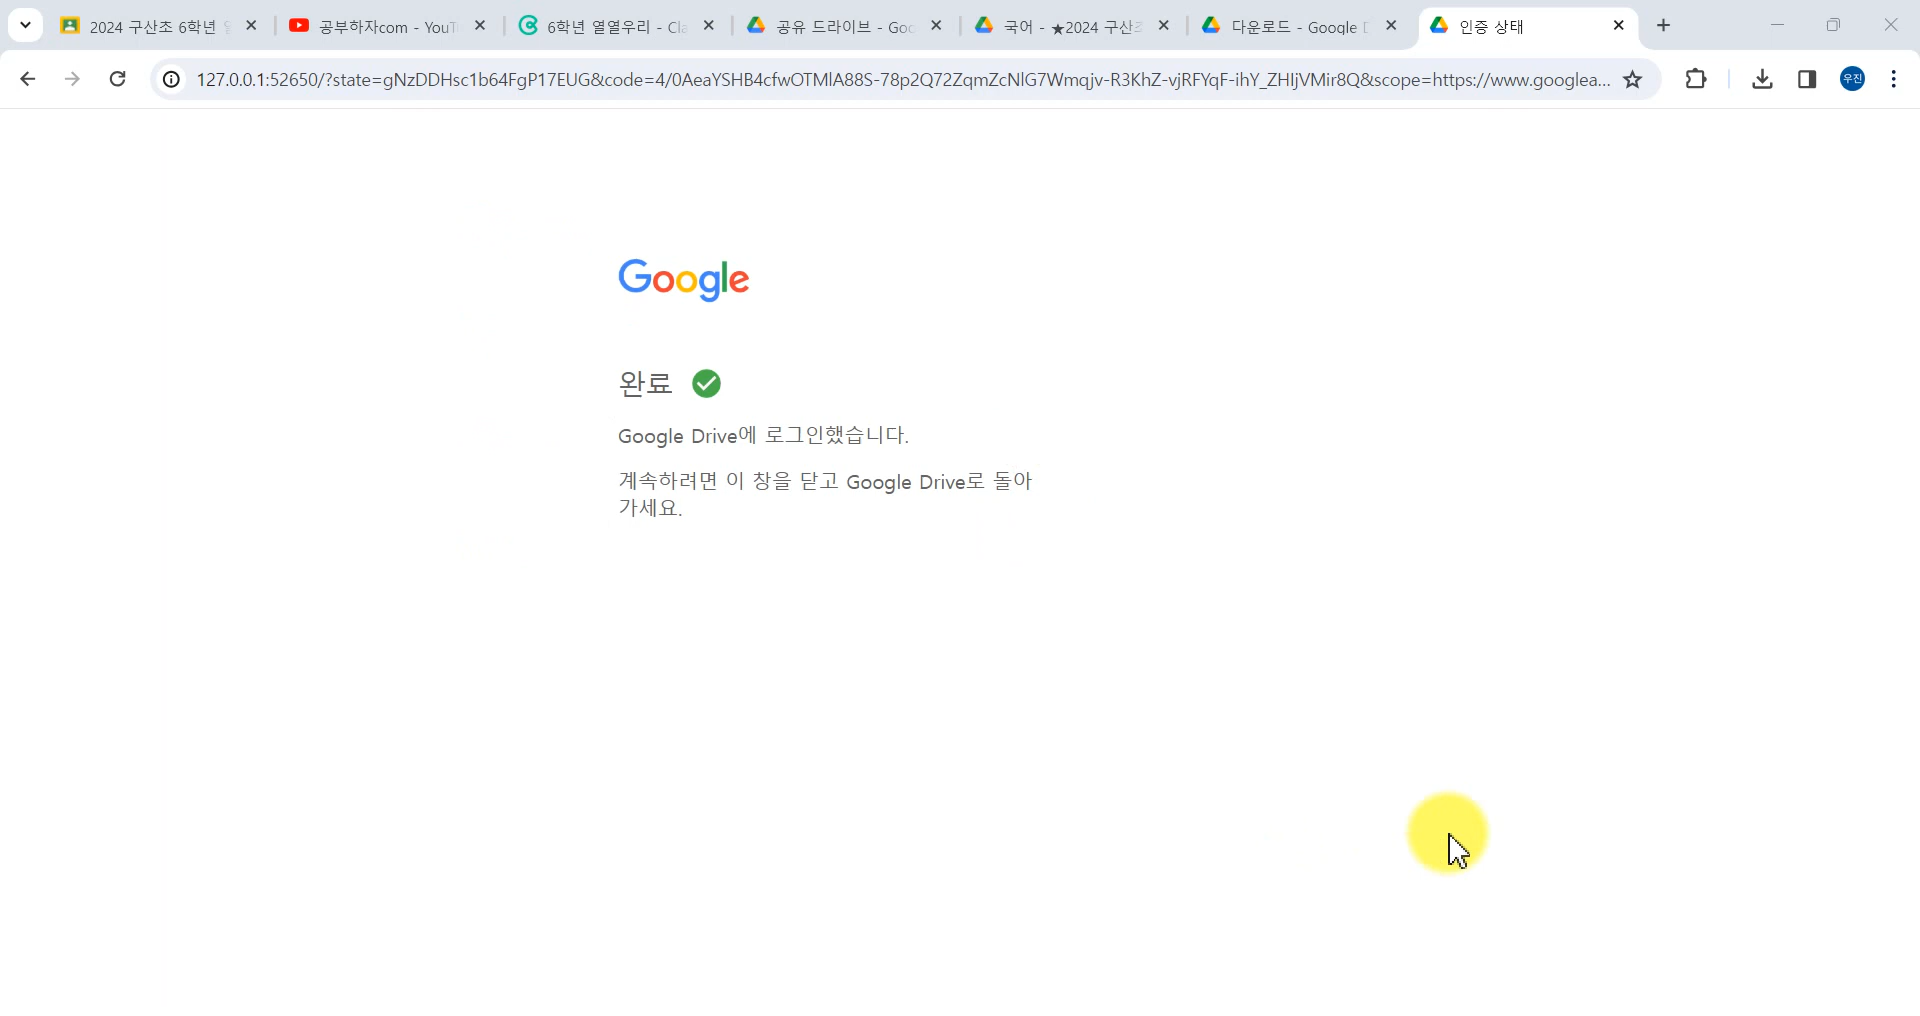 2024 구산초 6학년
공부하자com - YouT
6학년 열열우리 - Cla
공유 드라이브 - Goo
국어 - ★2024 구산초
다운로드 - Google D
인증 상태
127.0.0.1:52650/?state=gNzDDHsc1b64FgP17EUG&code=4/0AeaYSHB4cfwOTMlA88S-78p2Q72ZqmZcNlG7Wmqjv-R3KhZ-vjRFYqF-ihY_ZHljVMir8Q&scope=https://www.googlea...
우진
Google
완료
Google Drive에 로그인했습니다.
계속하려면 이 창을 닫고 Google Drive로 돌아
가세요.